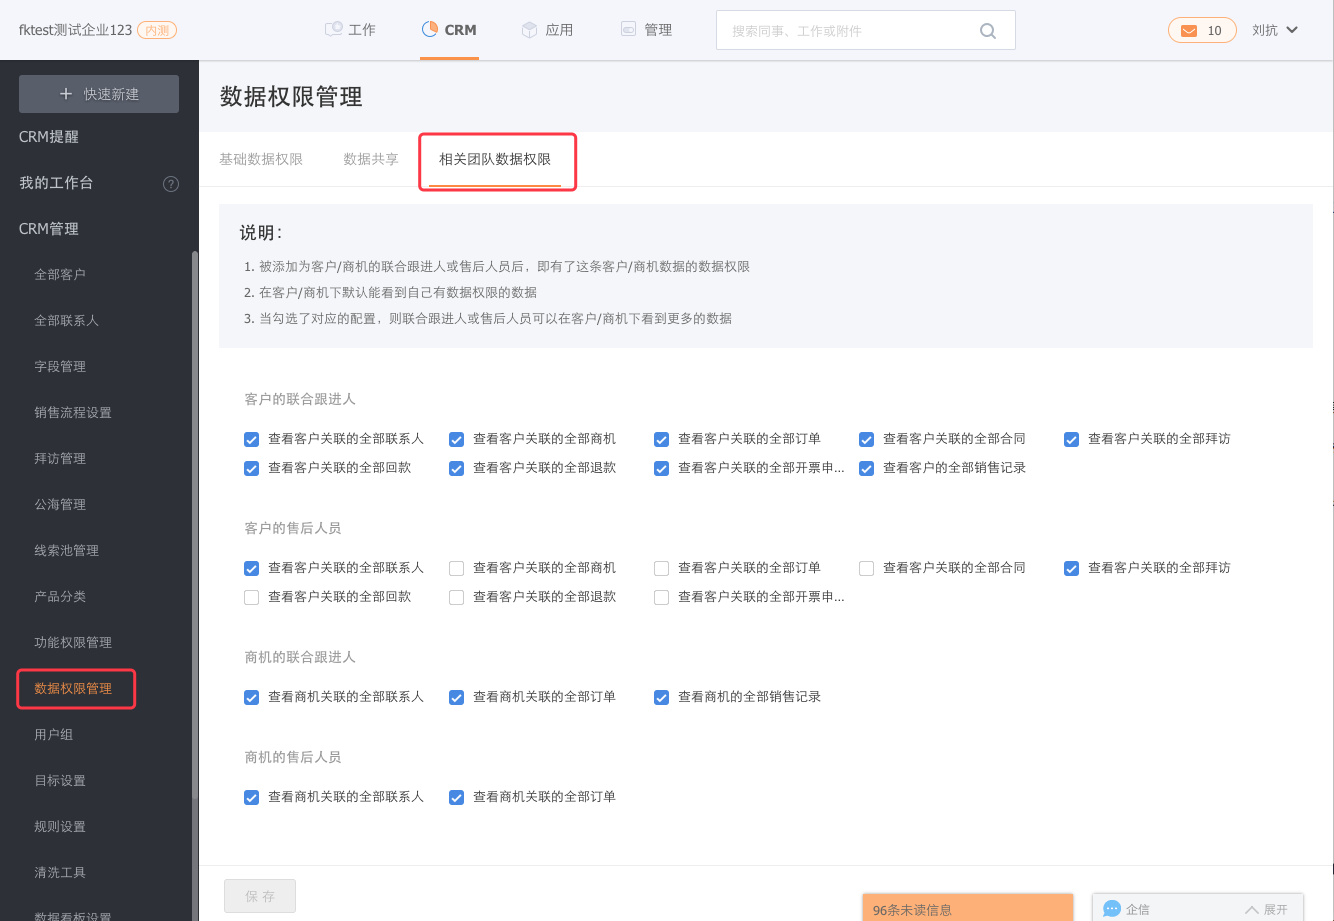 fktest测试企业123 内测
工作
CRM
应用
管理
搜索同事、工作或附件
10
刘抗
快速新建
CRM提醒
我的工作台 ?
CRM管理
全部客户
全部联系人
字段管理
销售流程设置
拜访管理
公海管理
线索池管理
产品分类
功能权限管理
数据权限管理
用户组
目标设置
规则设置
清洗工具
数据看板设置
数据权限管理
基础数据权限 数据共享 相关团队数据权限
说明：
1. 被添加为客户/商机的联合跟进人或售后人员后，即有了这条客户/商机数据的数据权限
2. 在客户/商机下默认能看到自己有数据权限的数据
3. 当勾选了对应的配置，则联合跟进人或售后人员可以在客户/商机下看到更多的数据
客户的联合跟进人
查看客户关联的全部联系人 查看客户关联的全部商机 查看客户关联的全部订单 查看客户关联的全部合同 查看客户关联的全部拜访
查看客户关联的全部回款 查看客户关联的全部退款 查看客户关联的全部开票申... 查看客户的全部销售记录
客户的售后人员
查看客户关联的全部联系人 查看客户关联的全部商机 查看客户关联的全部订单 查看客户关联的全部合同 查看客户关联的全部拜访
查看客户关联的全部回款 查看客户关联的全部退款 查看客户关联的全部开票申...
商机的联合跟进人
查看商机关联的全部联系人 查看商机关联的全部订单 查看商机的全部销售记录
商机的售后人员
查看商机关联的全部联系人 查看商机关联的全部订单
保 存
96条未读信息
企信 展开